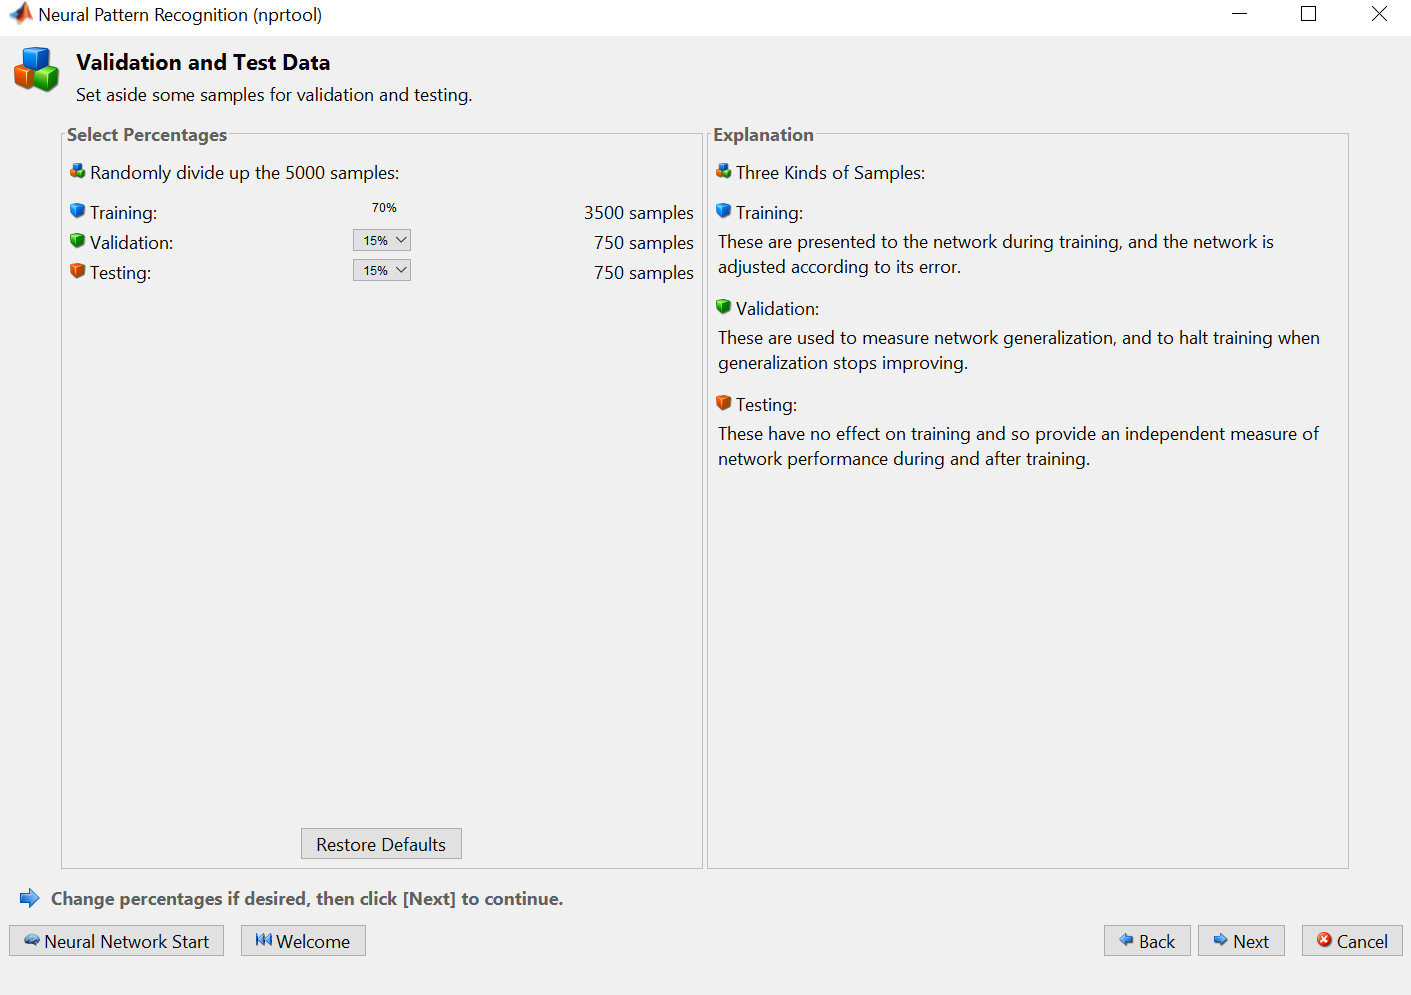 Neural Pattern Recognition (nprtool)
Validation and Test Data
Set aside some samples for validation and testing.
Select Percentages
Randomly divide up the 5000 samples:
Training: 70% 3500 samples
Validation: 15% 750 samples
Testing: 15% 750 samples
Restore Defaults
Explanation
Three Kinds of Samples:
Training:
These are presented to the network during training, and the network is
adjusted according to its error.
Validation:
These are used to measure network generalization, and to halt training when
generalization stops improving.
Testing:
These have no effect on training and so provide an independent measure of
network performance during and after training.
Change percentages if desired, then click [Next] to continue.
Neural Network Start Welcome Back Next Cancel